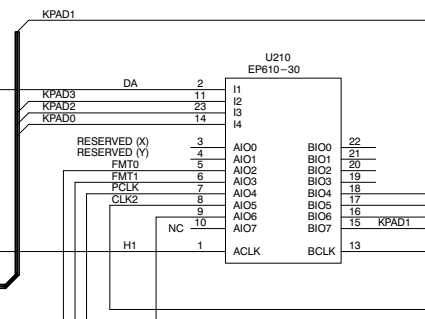 KPAD1
U210
EP610-30
DA 2 I1
KPAD3 11 I2
KPAD2 23 I3
KPAD0 14 I4
RESERVED (X) 3 AIO0 BIO0 22
RESERVED (Y) 4 AIO1 BIO1 21
FMT0 5 AIO2 BIO2 20
FMT1 6 AIO3 BIO3 19
PCLK 7 AIO4 BIO4 18
CLK2 8 AIO5 BIO5 17
9 AIO6 BIO6 16
NC 10 AIO7 BIO7 15 KPAD1
H1 1 ACLK BCLK 13